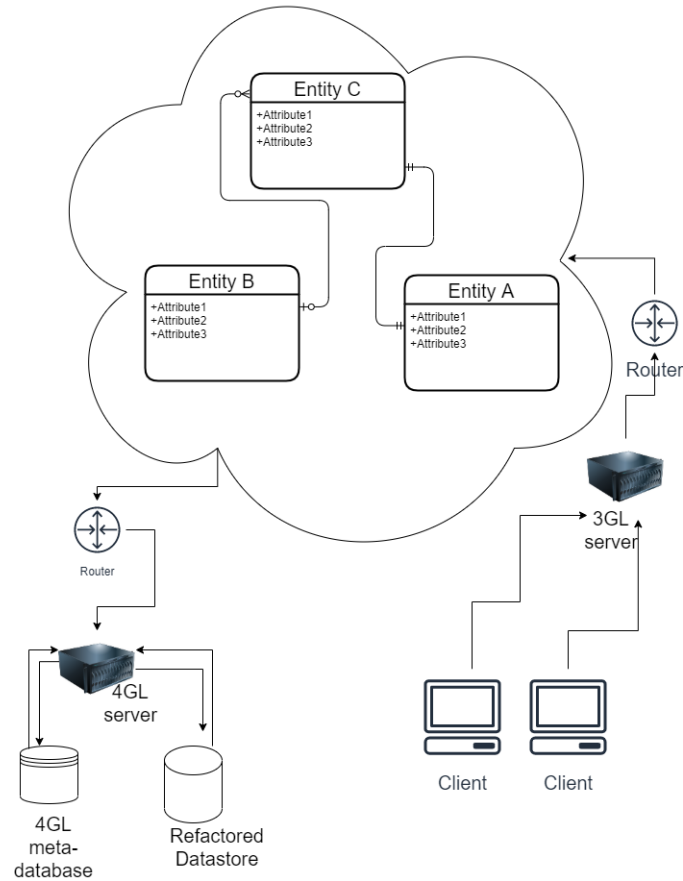 Entity C
+Attribute1
+Attribute2
+Attribute3
Entity B
+Attribute1
+Attribute2
+Attribute3
Entity A
+Attribute1
+Attribute2
+Attribute3
Router
3GL
server
Router
4GL
server
Client
Client
4GL
meta-
database
Refactored
Datastore